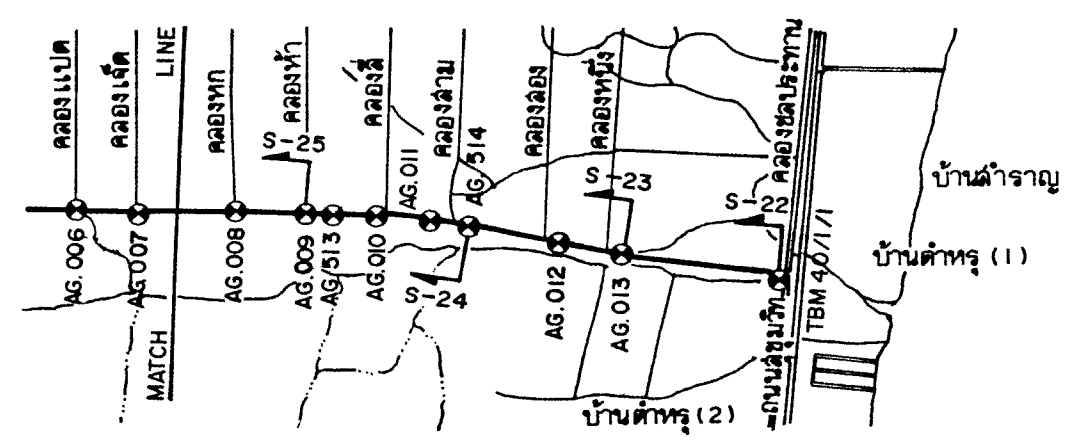 คลองแปด
คลองเจ็ด
LINE
คลองหก
คลองห้า
คลองสี่
คลองสาม
คลองสอง
คลองหนึ่ง
คลองชลประทาน
S-25
AG.011
AG.514
S-23
S-22
บ้านสำราญ
บ้านตำหรุ (1)
AG.006
AG.007
AG.008
AG.009
AG.513
AG.010
S-24
AG.012
AG.013
TBM 40/1/1
MATCH
ถนนสุขุมวิท
บ้านตำหรุ (2)